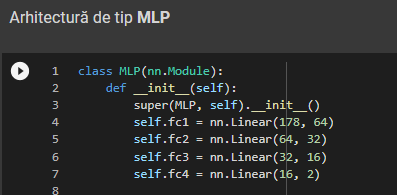 Arhitectură de tip MLP
1 class MLP(nn.Module):
2     def __init__(self):
3         super(MLP, self).__init__()
4         self.fc1 = nn.Linear(178, 64)
5         self.fc2 = nn.Linear(64, 32)
6         self.fc3 = nn.Linear(32, 16)
7         self.fc4 = nn.Linear(16, 2)
8